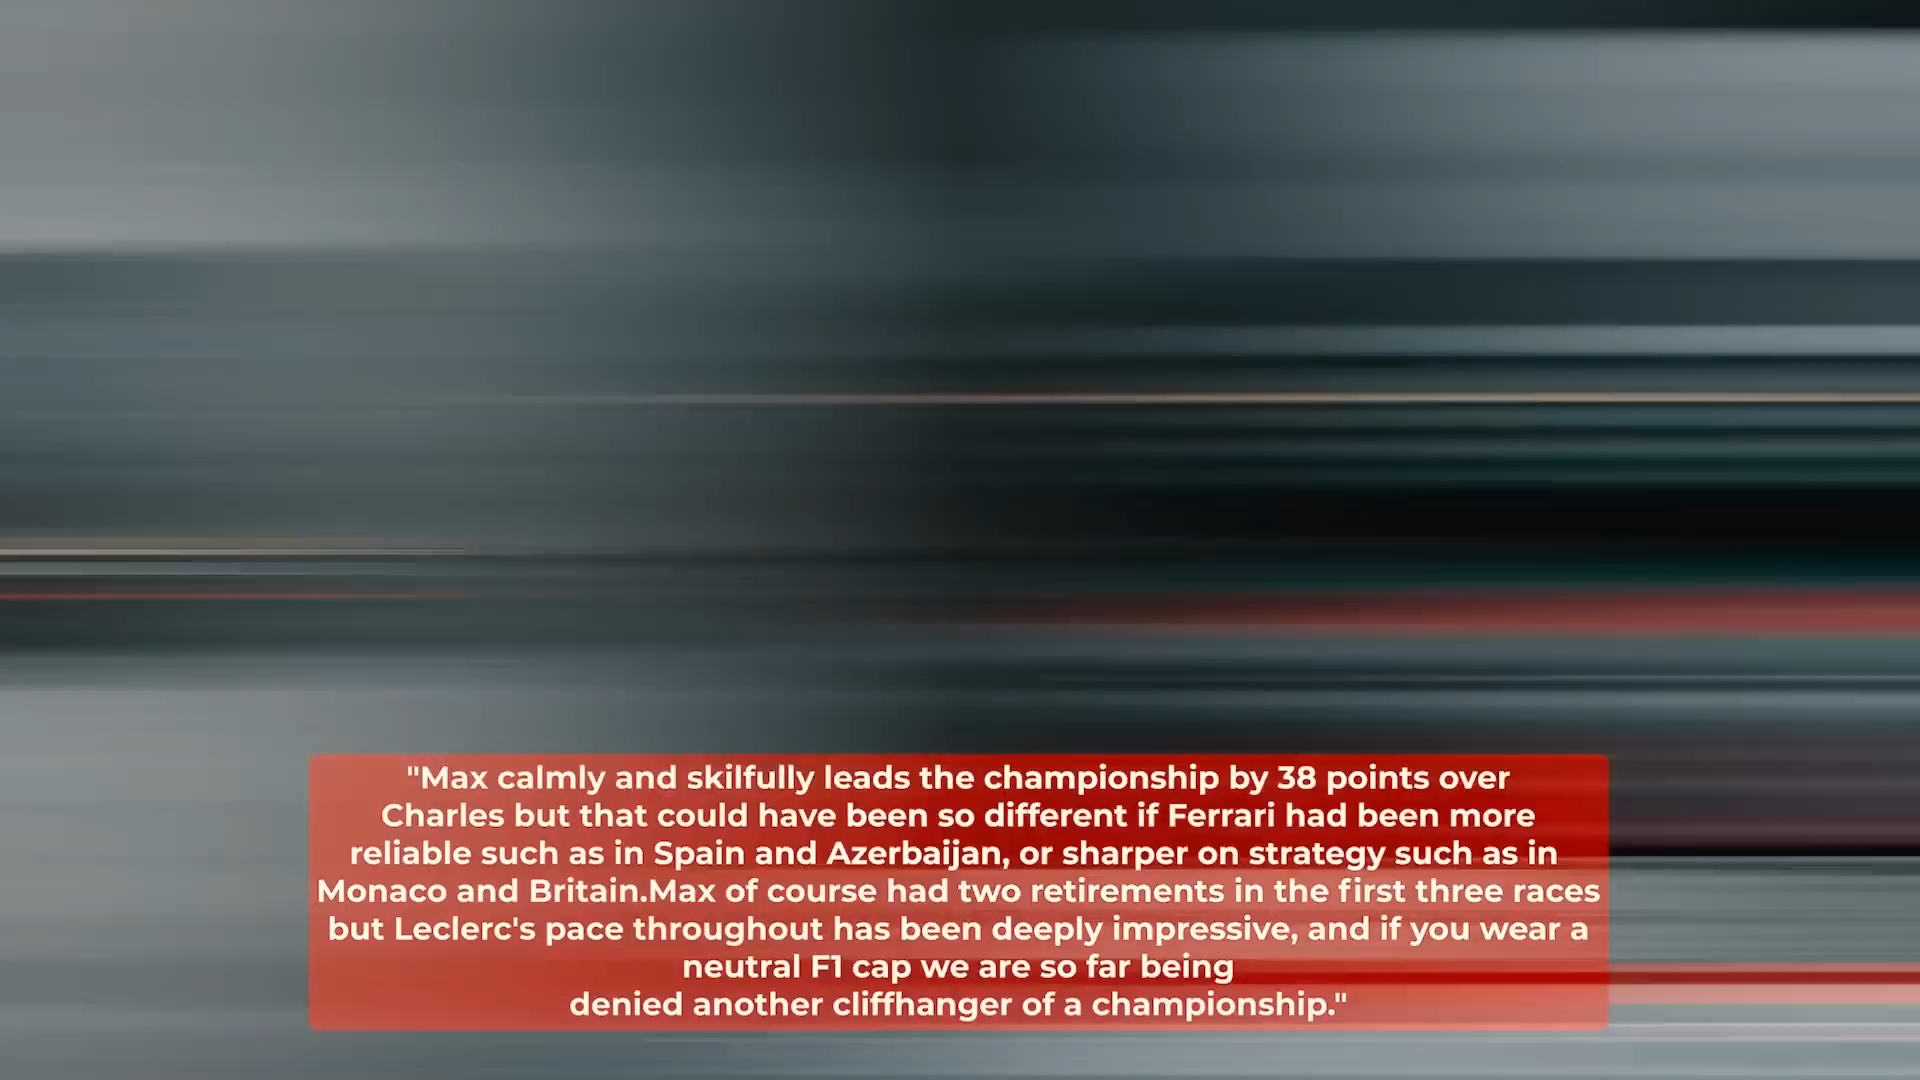 "Max calmly and skilfully leads the championship by 38 points over
Charles but that could have been so different if Ferrari had been more
reliable such as in Spain and Azerbaijan, or sharper on strategy such as in
Monaco and Britain.Max of course had two retirements in the first three races
but Leclerc's pace throughout has been deeply impressive, and if you wear a
neutral F1 cap we are so far being
denied another cliffhanger of a championship."